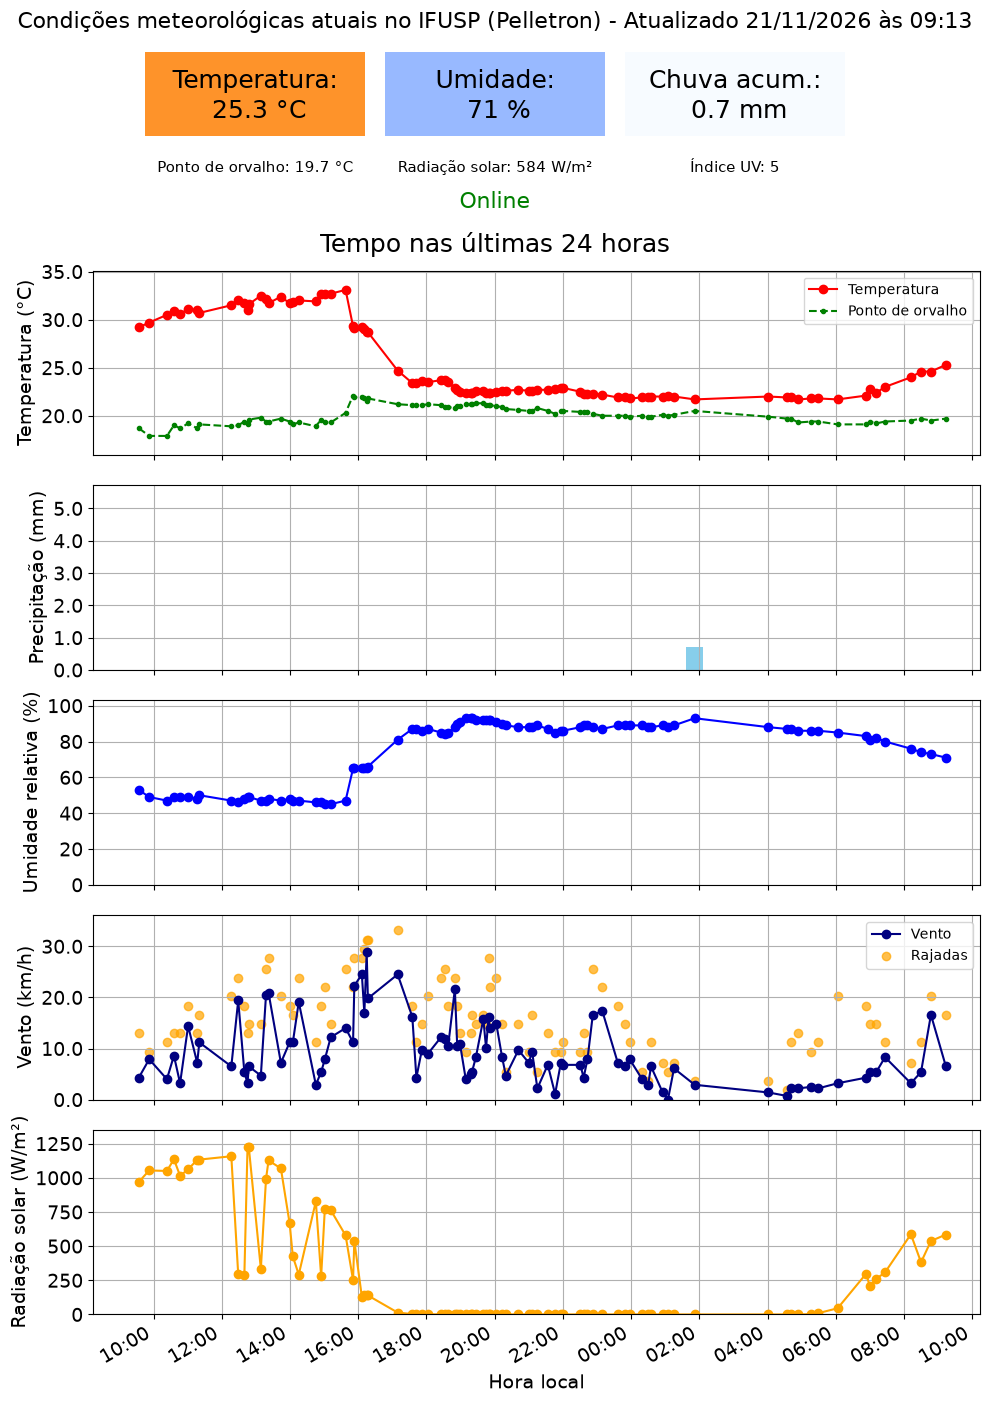 Condições meteorológicas atuais no IFUSP (Pelletron) - Atualizado 21/11/2026 às 09:13
Temperatura:
25.3 °C
Umidade:
71 %
Chuva acum.:
0.7 mm
Ponto de orvalho: 19.7 °C
Radiação solar: 584 W/m²
Índice UV: 5
Online
Tempo nas últimas 24 horas
Temperatura (°C)
35.0
30.0
25.0
20.0
Temperatura
Ponto de orvalho
Precipitação (mm)
5.0
4.0
3.0
2.0
1.0
0.0
Umidade relativa (%)
100
80
60
40
20
0
Vento (km/h)
30.0
20.0
10.0
0.0
Vento
Rajadas
Radiação solar (W/m²)
1250
1000
750
500
250
0
10:00
12:00
14:00
16:00
18:00
20:00
22:00
00:00
02:00
04:00
06:00
08:00
10:00
Hora local